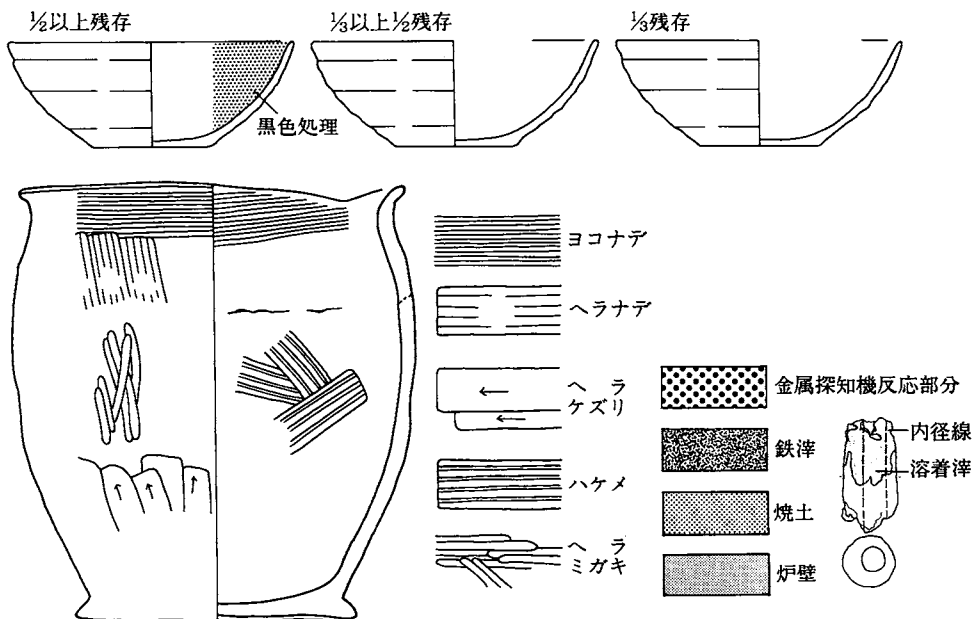 ½以上残存
⅓以上½残存
⅓残存
黒色処理
ヨコナデ
ヘラナデ
ヘラ
ケズリ
ハケメ
ヘラ
ミガキ
金属探知機反応部分
鉄滓
焼土
炉壁
内径線
溶着滓